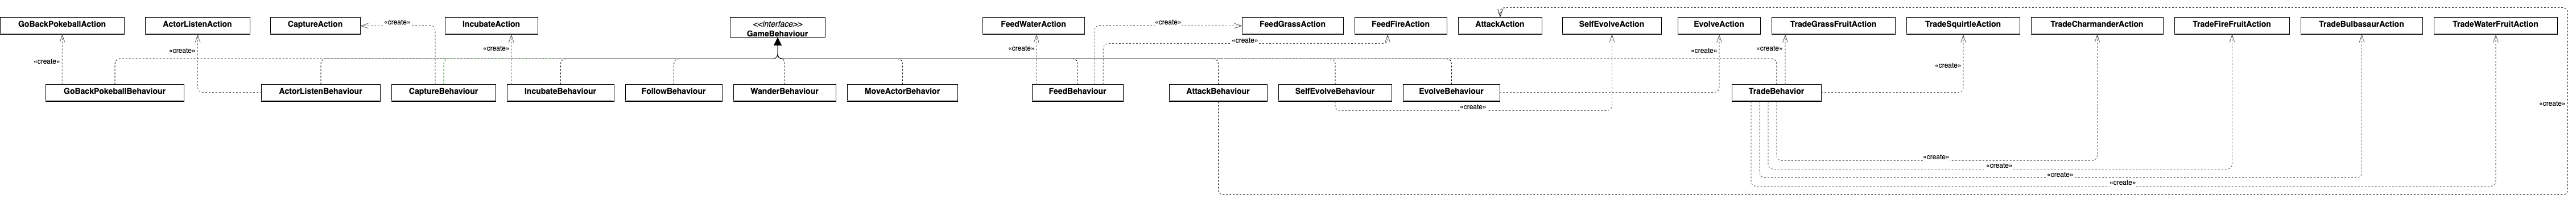 GoBackPokeballAction
ActorListenAction
CaptureAction
«create»
IncubateAction
<<interface>>
GameBehaviour
FeedWaterAction
«create»
FeedGrassAction
FeedFireAction
AttackAction
SelfEvolveAction
EvolveAction
TradeGrassFruitAction
TradeSquirtleAction
TradeCharmanderAction
TradeFireFruitAction
TradeBulbasaurAction
TradeWaterFruitAction
«create»
«create»
«create»
«create»
«create»
«create»
«create»
«create»
«create»
GoBackPokeballBehaviour
ActorListenBehaviour
CaptureBehaviour
IncubateBehaviour
FollowBehaviour
WanderBehaviour
MoveActorBehavior
FeedBehaviour
AttackBehaviour
SelfEvolveBehaviour
EvolveBehaviour
TradeBehavior
«create»
«create»
«create»
«create»
«create»
«create»